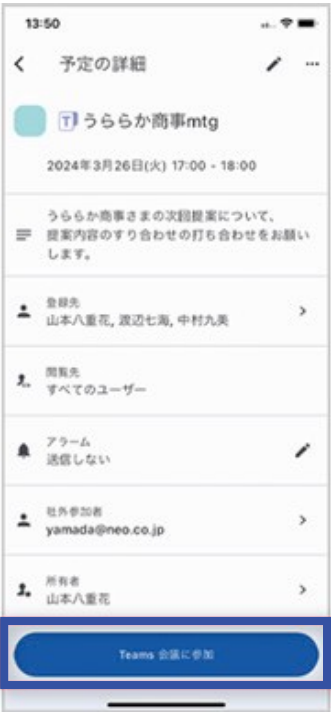 13:50
予定の詳細
うららか商事mtg
2024年3月26日(火) 17:00 - 18:00
うららか商事さまの次回提案について、
提案内容のすり合わせの打ち合わせをお願い
します。
登録先
山本八重花, 渡辺七海, 中村九美
閲覧先
すべてのユーザー
アラーム
送信しない
社外参加者
yamada@neo.co.jp
所有者
山本八重花
Teams 会議に参加